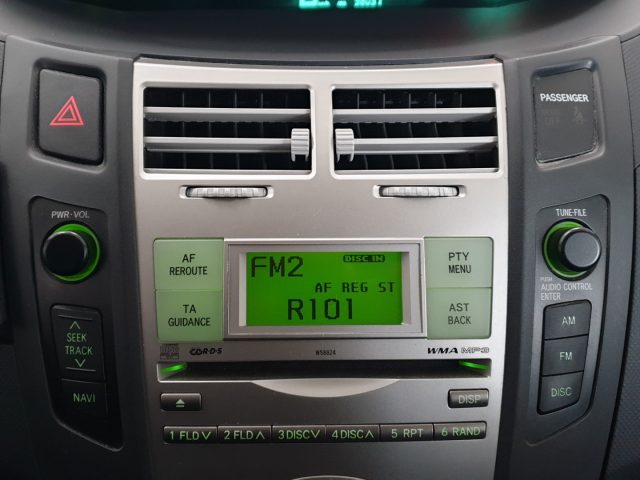 PASSENGER
PWR·VOL
TUNE·FILE
AF
REROUTE
TA
GUIDANCE
FM2
DISC IN
AF REG ST
R101
PTY
MENU
AST
BACK
PUSH
AUDIO CONTROL
ENTER
SEEK
TRACK
NAVI
AM
FM
DISC
W58824
WMA MP3
DISP
1 FLD
2 FLD
3 DISC
4 DISC
5 RPT
6 RAND